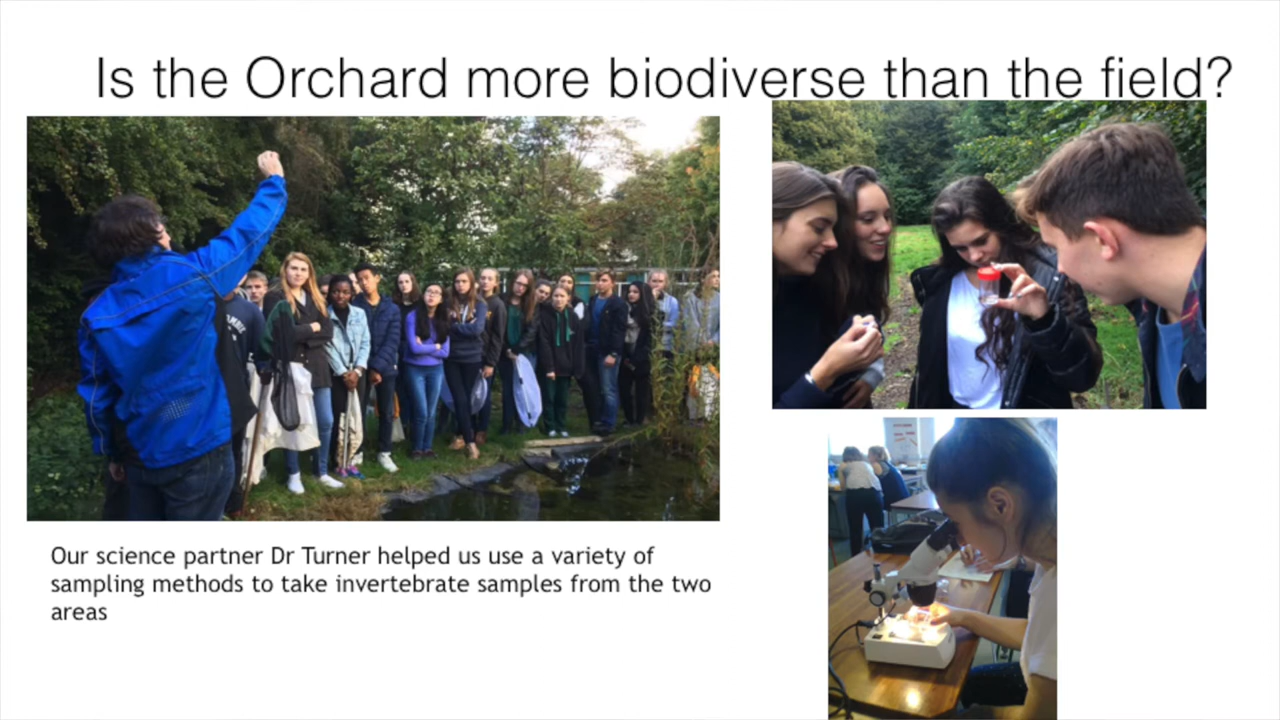 Is the Orchard more biodiverse than the field?
Our science partner Dr Turner helped us use a variety of
sampling methods to take invertebrate samples from the two
areas